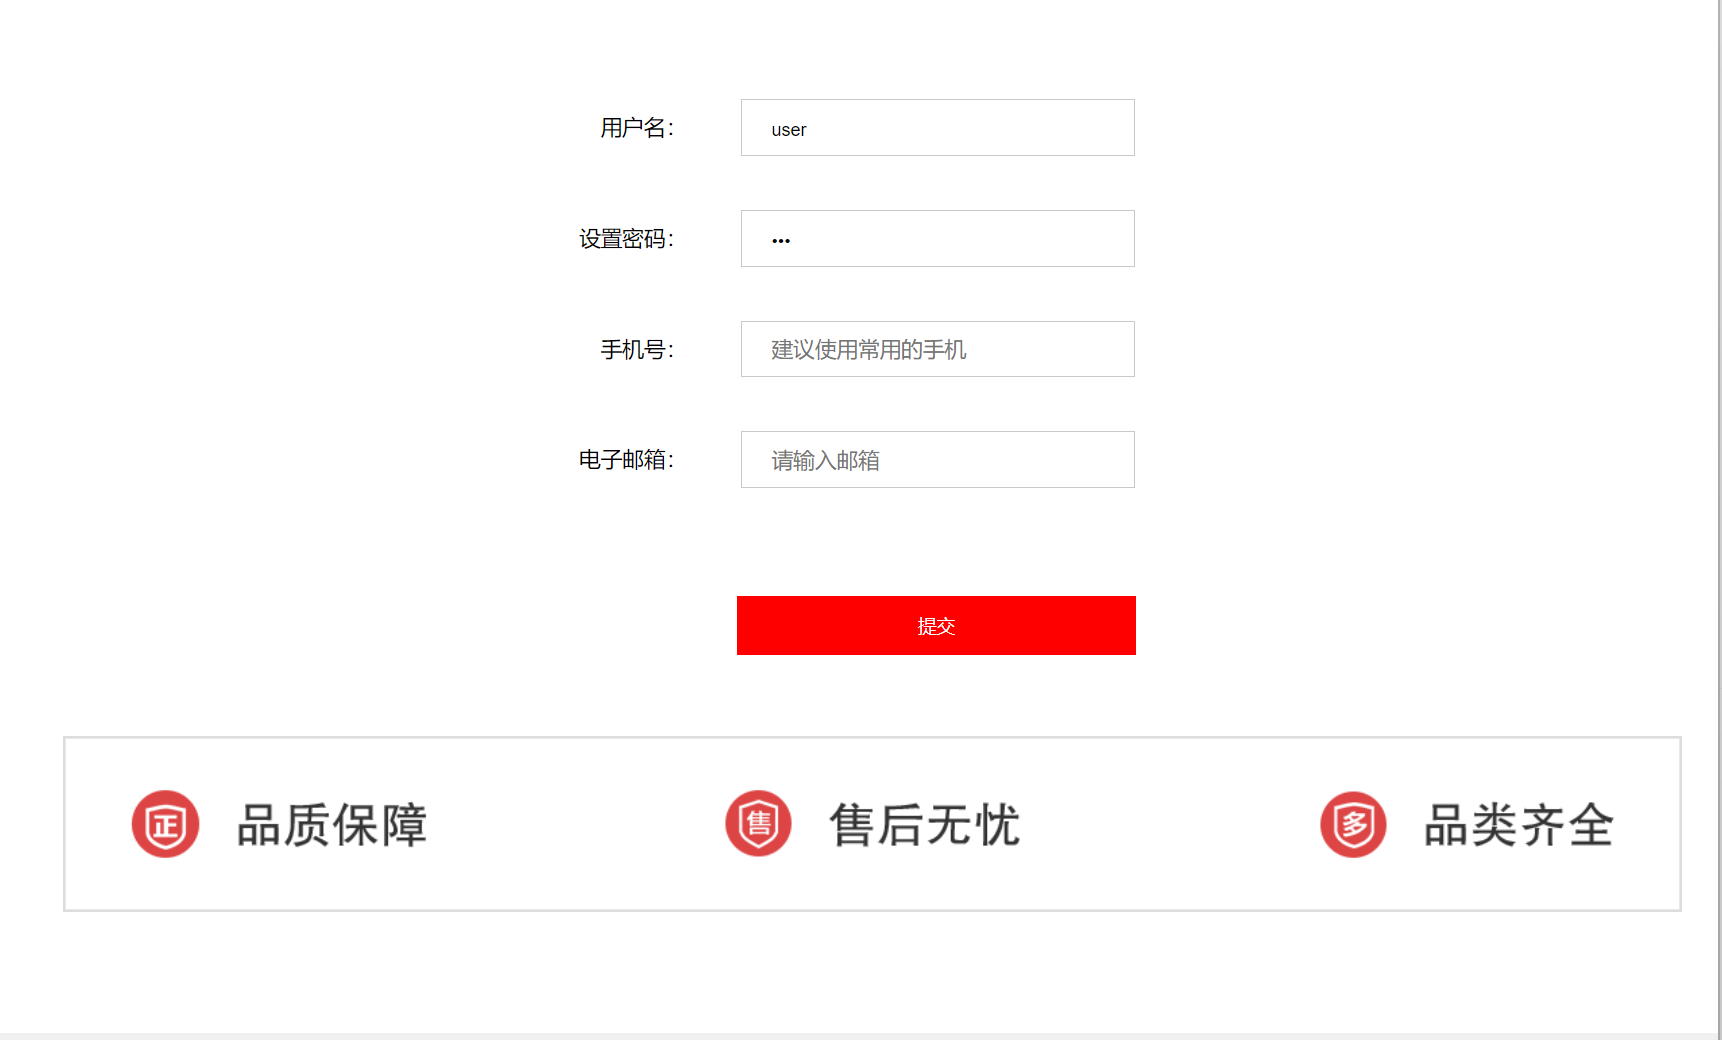 用户名：
user
设置密码：
•••
手机号：
建议使用常用的手机
电子邮箱：
请输入邮箱
提交
正 品质保障
售 售后无忧
多 品类齐全